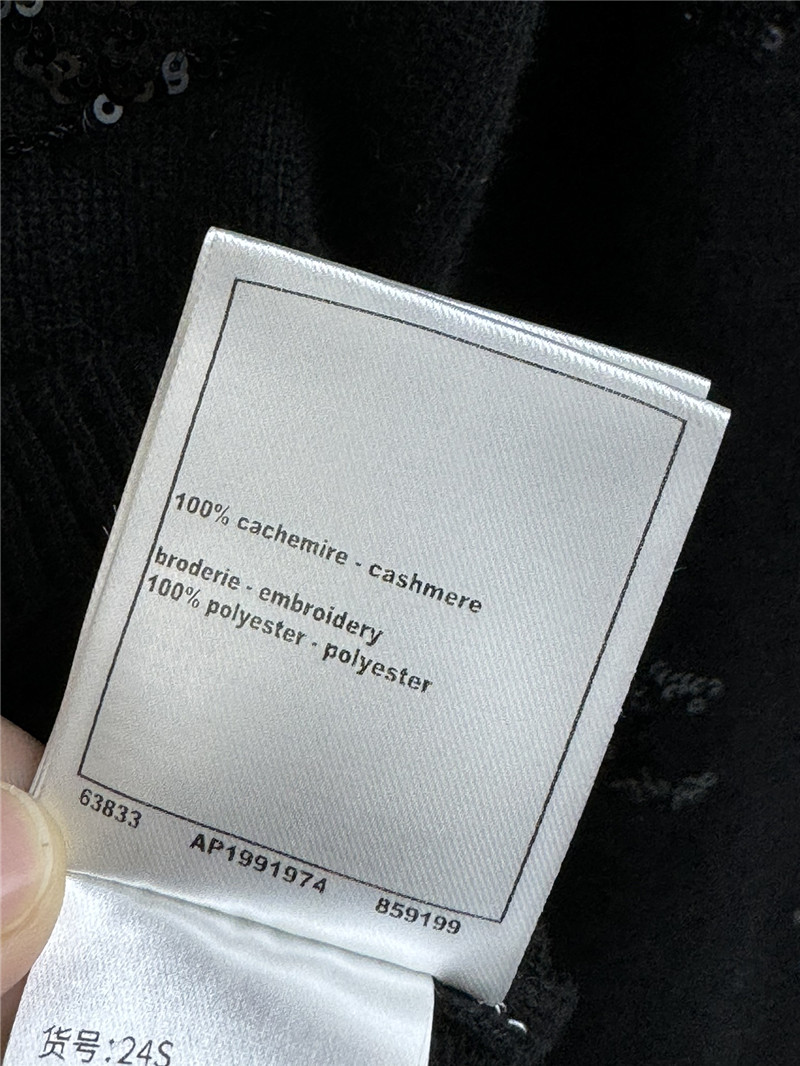 100% cachemire - cashmere
broderie - embroidery
100% polyester - polyester
63833 AP1991974 859199
货号:24S